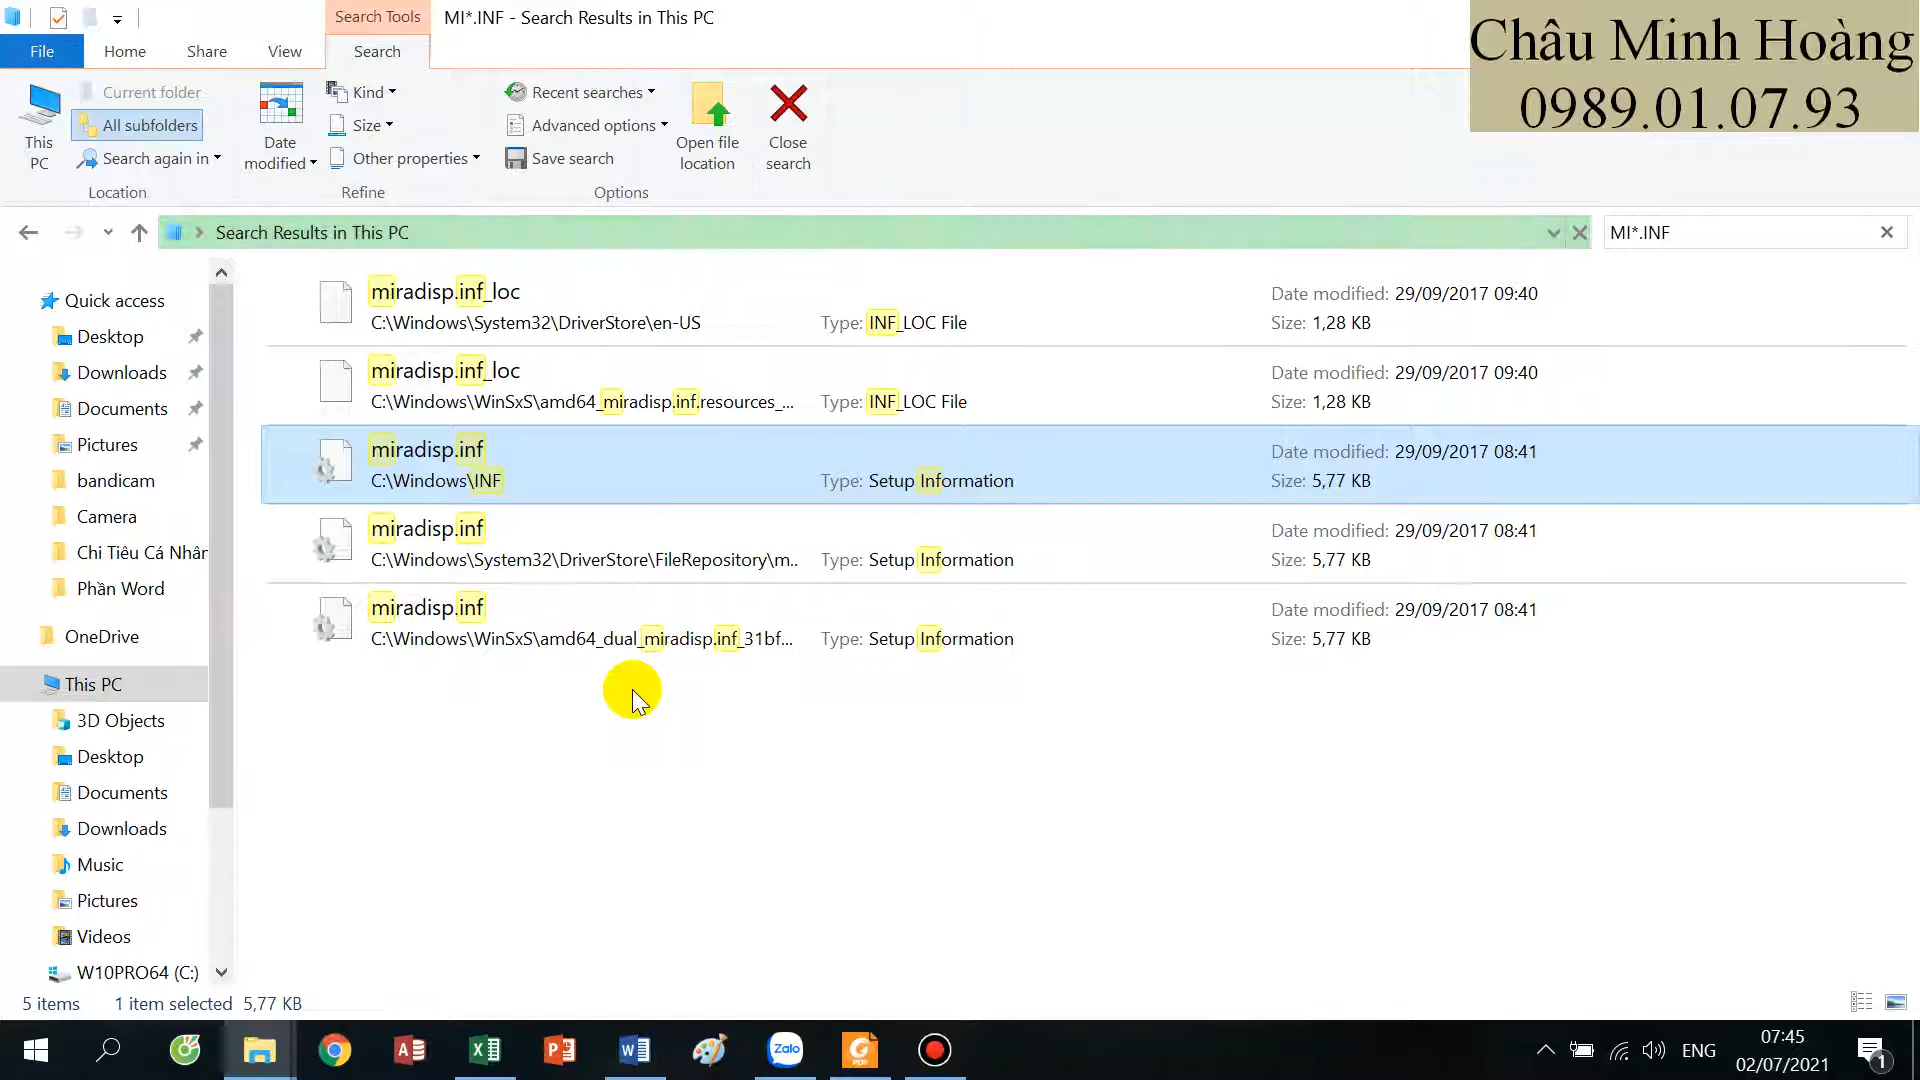 Search Tools
MI*.INF - Search Results in This PC
Châu Minh Hoàng
0989.01.07.93
File
Home
Share
View
Search
This PC
Current folder
All subfolders
Search again in
Location
Date modified
Kind
Size
Other properties
Refine
Recent searches
Advanced options
Save search
Options
Open file location
Close search
Search Results in This PC
MI*.INF
Quick access
Desktop
Downloads
Documents
Pictures
bandicam
Camera
Chi Tiêu Cá Nhân
Phần Word
OneDrive
This PC
3D Objects
Desktop
Documents
Downloads
Music
Pictures
Videos
W10PRO64 (C:)
miradisp.inf_loc
C:\Windows\System32\DriverStore\en-US
Type: INF_LOC File
Date modified: 29/09/2017 09:40
Size: 1,28 KB
miradisp.inf_loc
C:\Windows\WinSxS\amd64_miradisp.inf.resources_...
Type: INF_LOC File
Date modified: 29/09/2017 09:40
Size: 1,28 KB
miradisp.inf
C:\Windows\INF
Type: Setup Information
Date modified: 29/09/2017 08:41
Size: 5,77 KB
miradisp.inf
C:\Windows\System32\DriverStore\FileRepository\m..
Type: Setup Information
Date modified: 29/09/2017 08:41
Size: 5,77 KB
miradisp.inf
C:\Windows\WinSxS\amd64_dual_miradisp.inf_31bf...
Type: Setup Information
Date modified: 29/09/2017 08:41
Size: 5,77 KB
5 items
1 item selected 5,77 KB
Zalo
PDF
ENG
07:45
02/07/2021
1